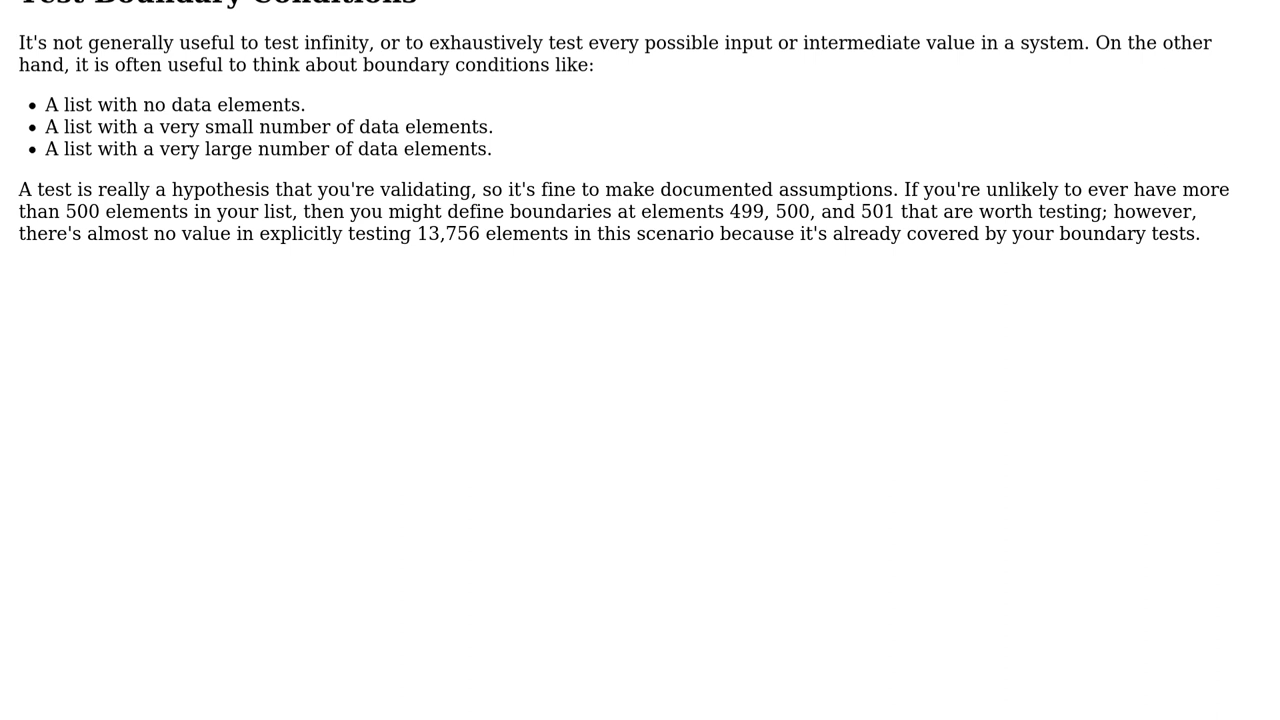 Test Boundary Conditions
It's not generally useful to test infinity, or to exhaustively test every possible input or intermediate value in a system. On the other
hand, it is often useful to think about boundary conditions like:
• A list with no data elements.
• A list with a very small number of data elements.
• A list with a very large number of data elements.
A test is really a hypothesis that you're validating, so it's fine to make documented assumptions. If you're unlikely to ever have more
than 500 elements in your list, then you might define boundaries at elements 499, 500, and 501 that are worth testing; however,
there's almost no value in explicitly testing 13,756 elements in this scenario because it's already covered by your boundary tests.